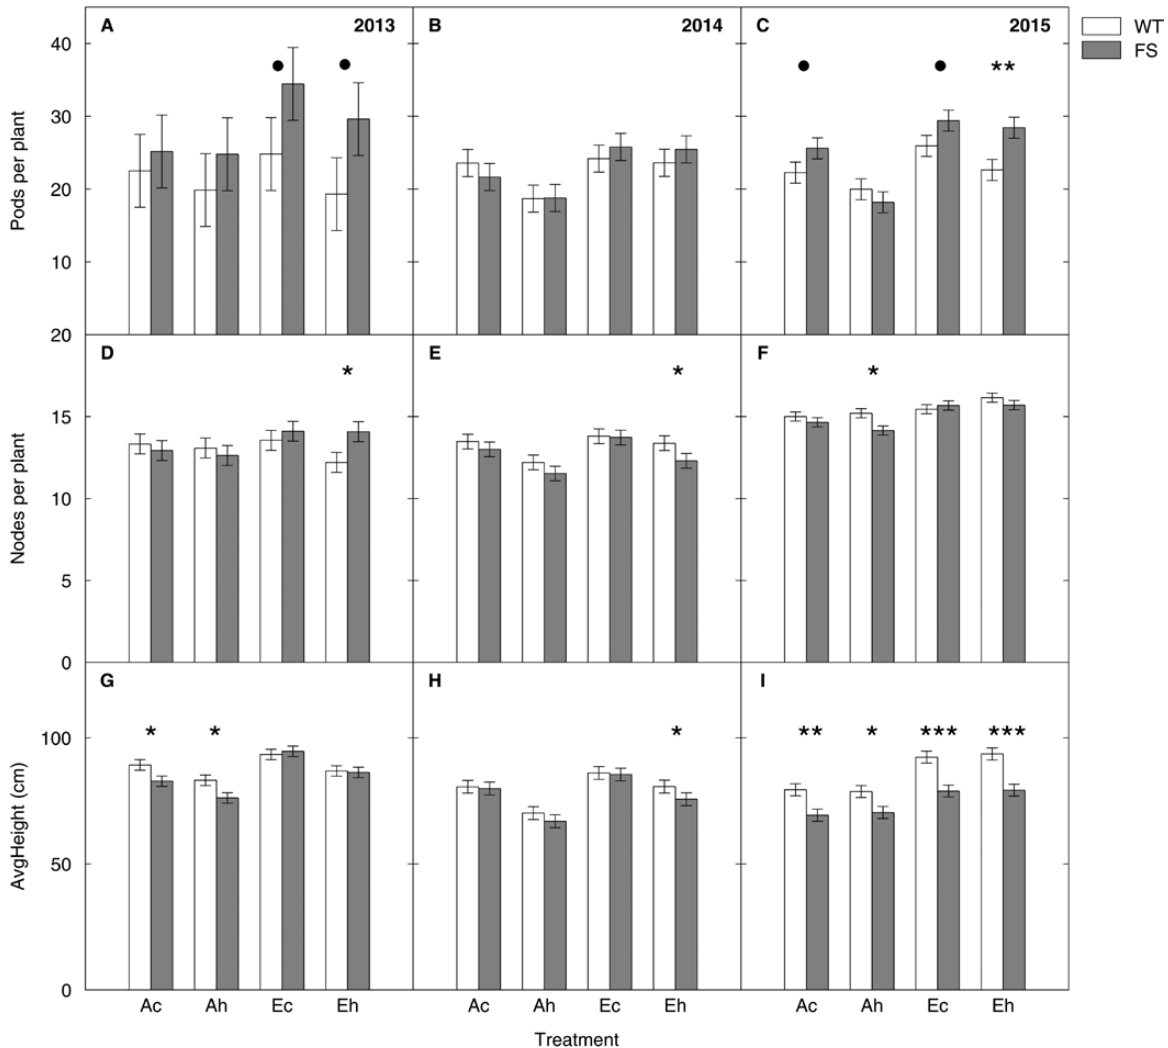 A 2013 B 2014 C 2015
WT
FS
40
30
20
10
20
Pods per plant
● ● ● ● **
D E F
* * *
15
10
5
0
Nodes per plant
G H I
* * * ** * *** ***
100
50
0
AvgHeight (cm)
Ac Ah Ec Eh Ac Ah Ec Eh Ac Ah Ec Eh
Treatment